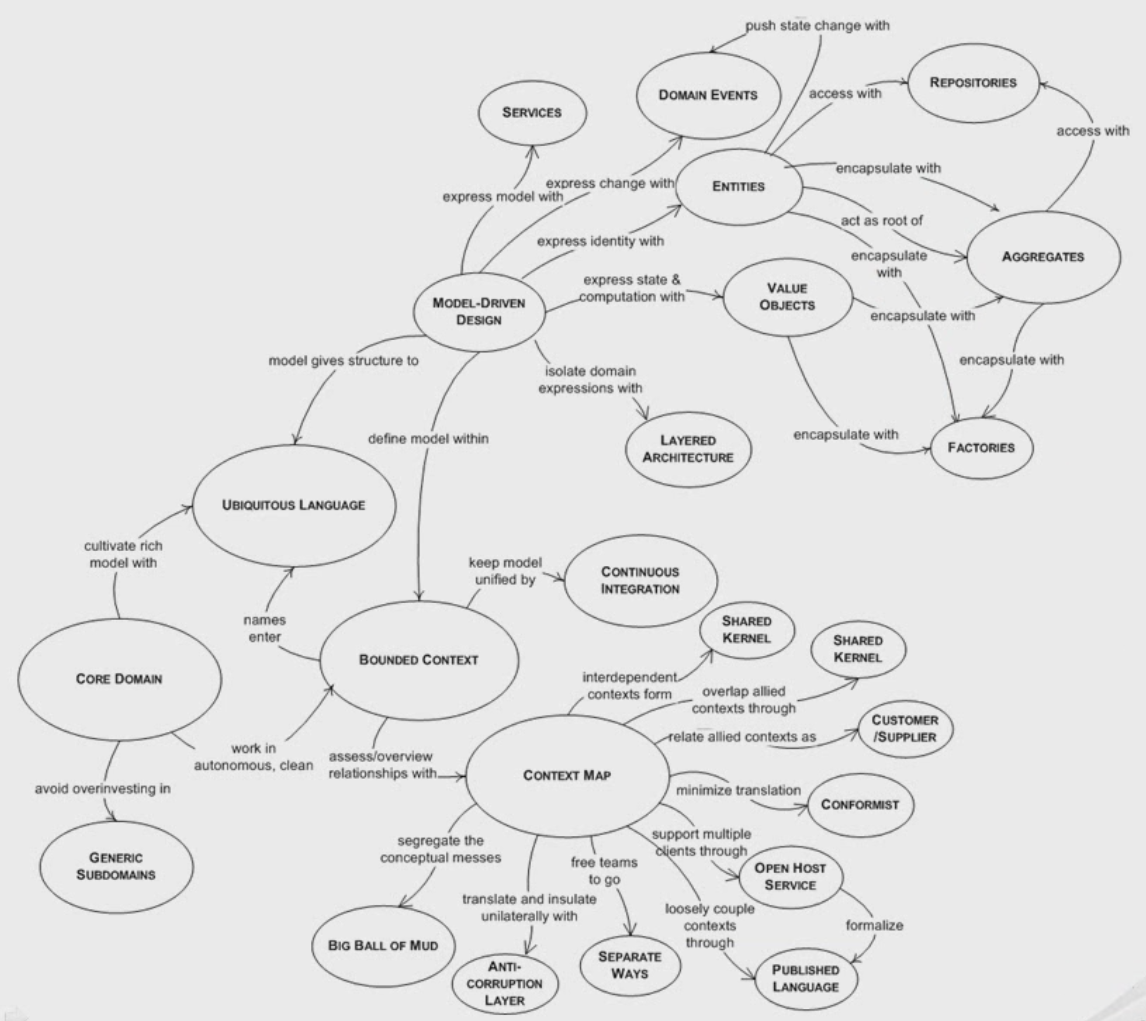 push state change with
DOMAIN EVENTS
REPOSITORIES
access with
SERVICES
access with
encapsulate with
express change with
ENTITIES
express model with
act as root of
express identity with
encapsulate
with
AGGREGATES
express state &
computation with
VALUE
OBJECTS
MODEL-DRIVEN
DESIGN
encapsulate with
model gives structure to
isolate domain
expressions with
encapsulate with
define model within
encapsulate with
LAYERED
ARCHITECTURE
FACTORIES
UBIQUITOUS LANGUAGE
cultivate rich
model with
keep model
unified by
CONTINUOUS
INTEGRATION
names
enter
SHARED
KERNEL
SHARED
KERNEL
BOUNDED CONTEXT
CORE DOMAIN
interdependent
contexts form
overlap allied
contexts through
CUSTOMER
/SUPPLIER
relate allied contexts as
work in
autonomous, clean
assess/overview
relationships with
CONTEXT MAP
avoid overinvesting in
minimize translation
CONFORMIST
segregate the
conceptual messes
support multiple
clients through
GENERIC
SUBDOMAINS
free teams
to go
OPEN HOST
SERVICE
translate and insulate
unilaterally with
loosely couple
contexts
through
formalize
BIG BALL OF MUD
ANTI-
CORRUPTION
LAYER
SEPARATE
WAYS
PUBLISHED
LANGUAGE